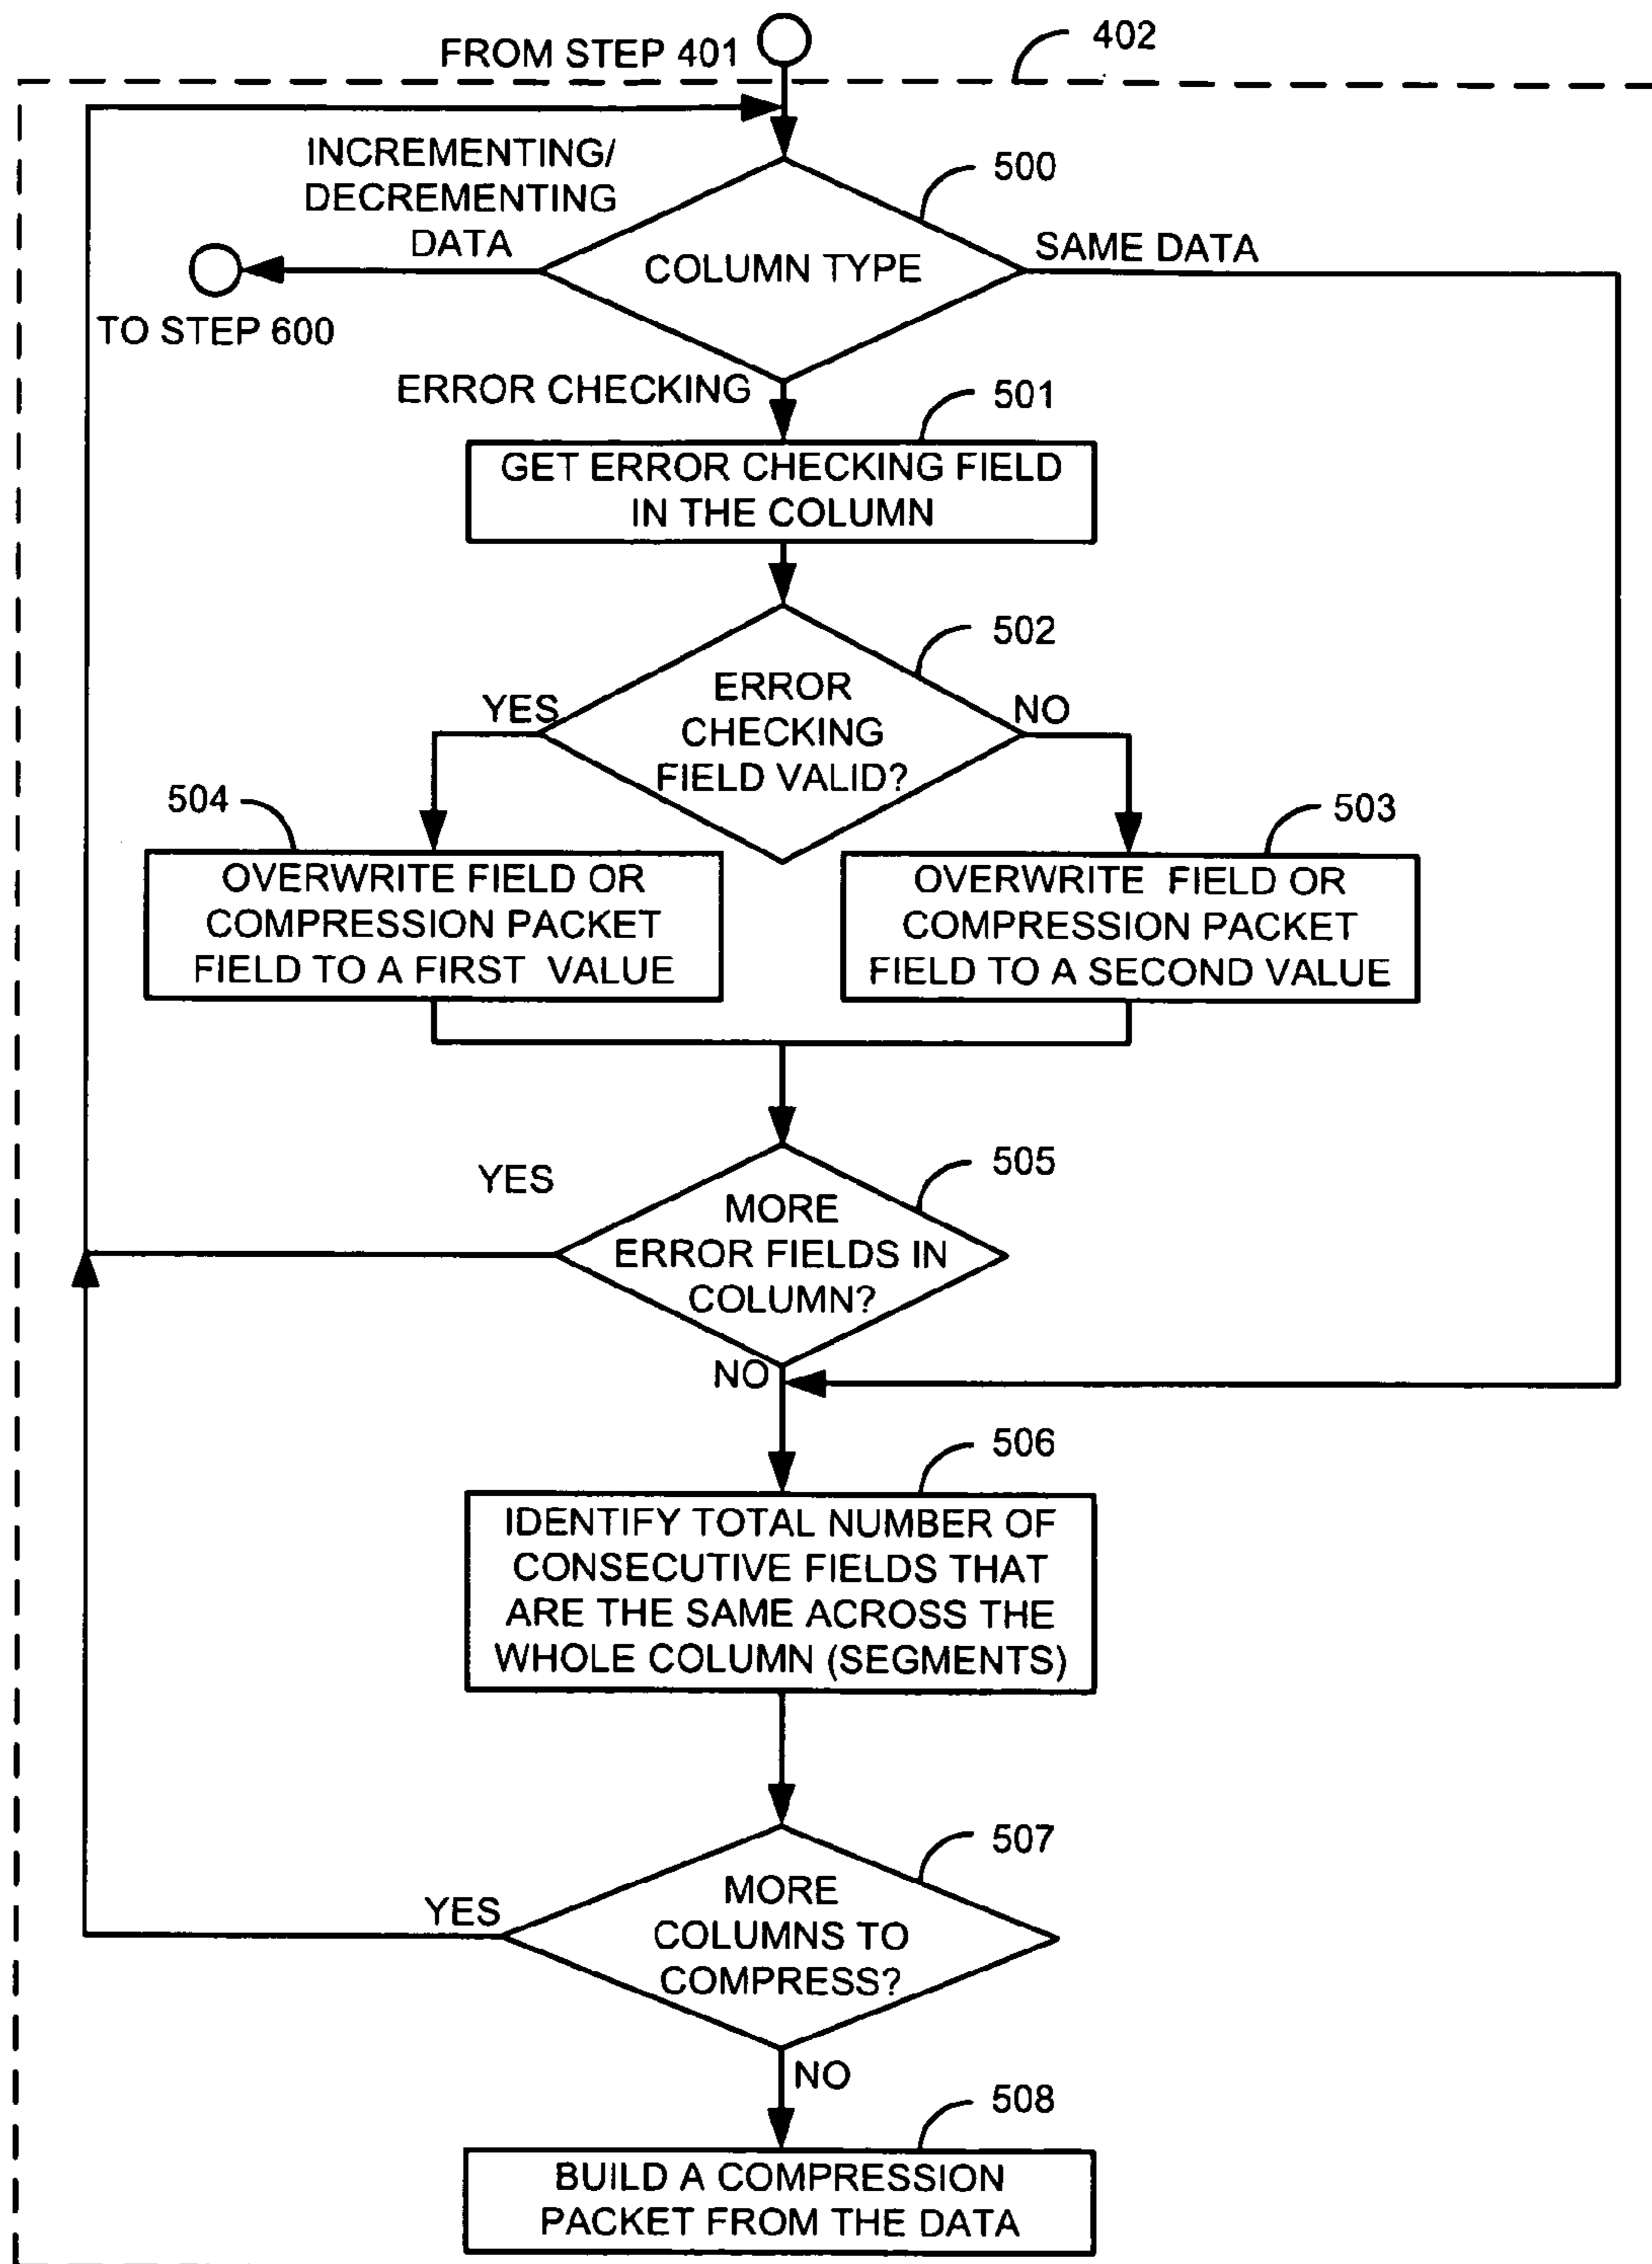 FROM STEP 401
402
INCREMENTING/
DECREMENTING
DATA
500
COLUMN TYPE
SAME DATA
TO STEP 600
ERROR CHECKING
501
GET ERROR CHECKING FIELD
IN THE COLUMN
502
YES
ERROR
CHECKING
FIELD VALID?
NO
504
503
OVERWRITE FIELD OR
COMPRESSION PACKET
FIELD TO A FIRST VALUE
OVERWRITE FIELD OR
COMPRESSION PACKET
FIELD TO A SECOND VALUE
505
YES
MORE
ERROR FIELDS IN
COLUMN?
NO
506
IDENTIFY TOTAL NUMBER OF
CONSECUTIVE FIELDS THAT
ARE THE SAME ACROSS THE
WHOLE COLUMN (SEGMENTS)
507
YES
MORE
COLUMNS TO
COMPRESS?
NO
508
BUILD A COMPRESSION
PACKET FROM THE DATA